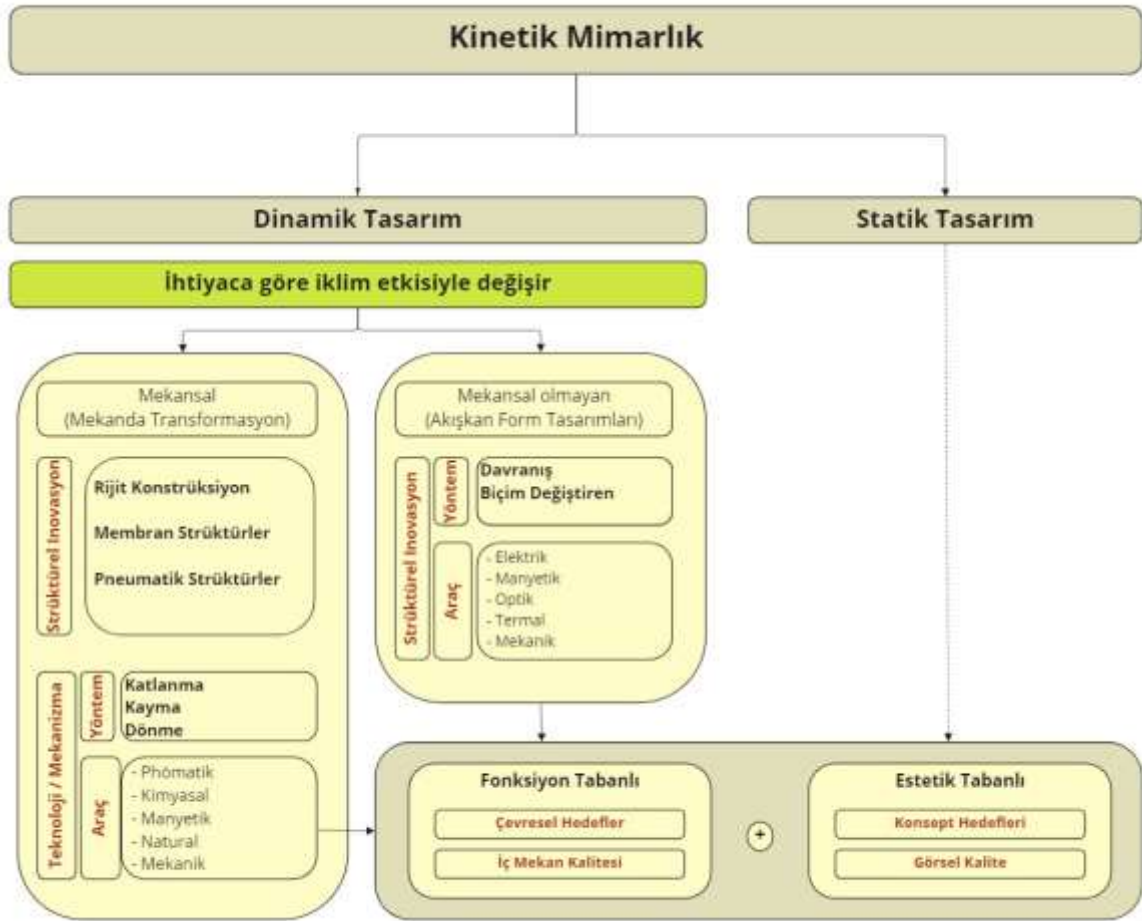 Kinetik Mimarlık
Dinamik Tasarım
Statik Tasarım
İhtiyaca göre iklim etkisiyle değişir
Mekansal
(Mekanda Transformasyon)
Strüktürel Inovasyon
Rijit Konstrüksiyon
Membran Strüktürler
Pneumatik Strüktürler
Teknoloji / Mekanizma
Yöntem
Katlanma
Kayma
Dönme
Araç
- Phömatik
- Kimyasal
- Manyetik
- Natural
- Mekanik
Mekansal olmayan
(Akışkan Form Tasarımları)
Strüktürel Inovasyon
Yöntem
Davranış
Biçim Değiştiren
Araç
- Elektrik
- Manyetik
- Optik
- Termal
- Mekanik
Fonksiyon Tabanlı
Çevresel Hedefler
İç Mekan Kalitesi
+
Estetik Tabanlı
Konsept Hedefleri
Görsel Kalite